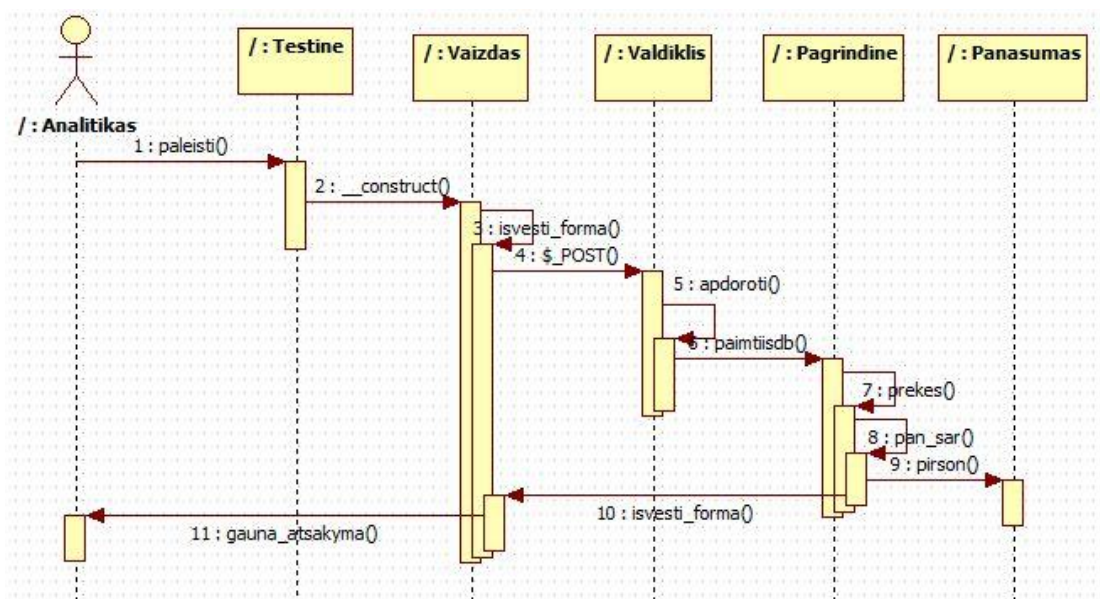 / : Testine
/ : Vaizdas
/ : Valdiklis
/ : Pagrindine
/ : Panasumas
/ : Analitikas
1 : paleisti()
2 : __construct()
3 : isvesti_forma()
4 : $_POST()
5 : apdoroti()
6 : paimtiisdb()
7 : prekes()
8 : pan_sar()
9 : pirson()
10 : isvesti_forma()
11 : gauna_atsakyma()